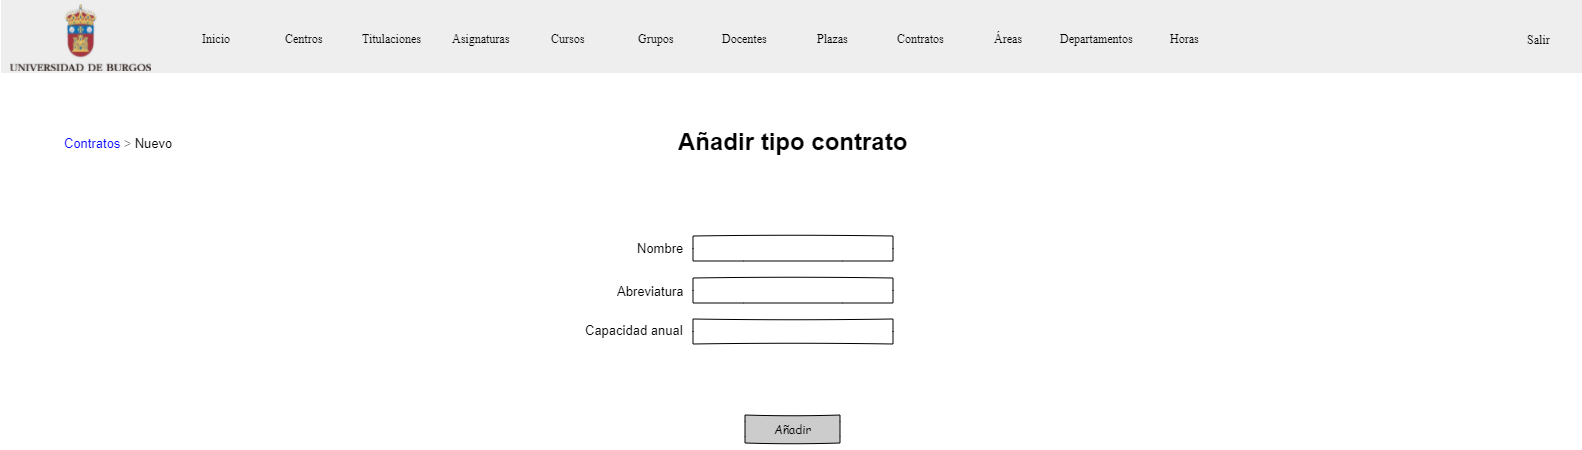 UNIVERSIDAD DE BURGOS
Inicio Centros Titulaciones Asignaturas Cursos Grupos Docentes Plazas Contratos Áreas Departamentos Horas Salir
Contratos > Nuevo
Añadir tipo contrato
Nombre
Abreviatura
Capacidad anual
Añadir